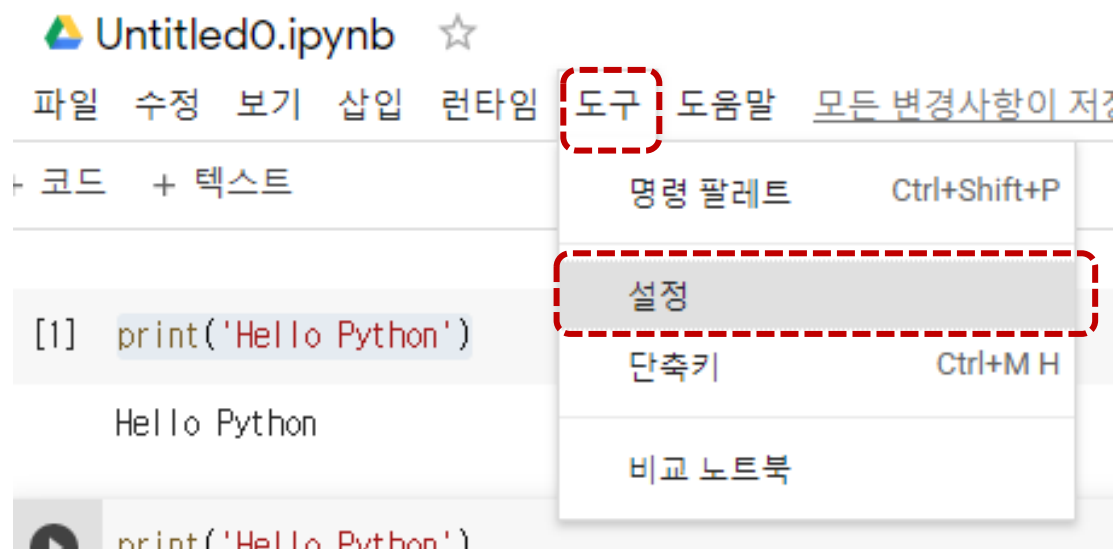 Untitled0.ipynb
파일 수정 보기 삽입 런타임 도구 도움말 모든 변경사항이
코드 + 텍스트
명령 팔레트 Ctrl+Shift+P
설정
[1] print('Hello Python')
단축키 Ctrl+M H
Hello Python
비교 노트북
print('Hello Python')